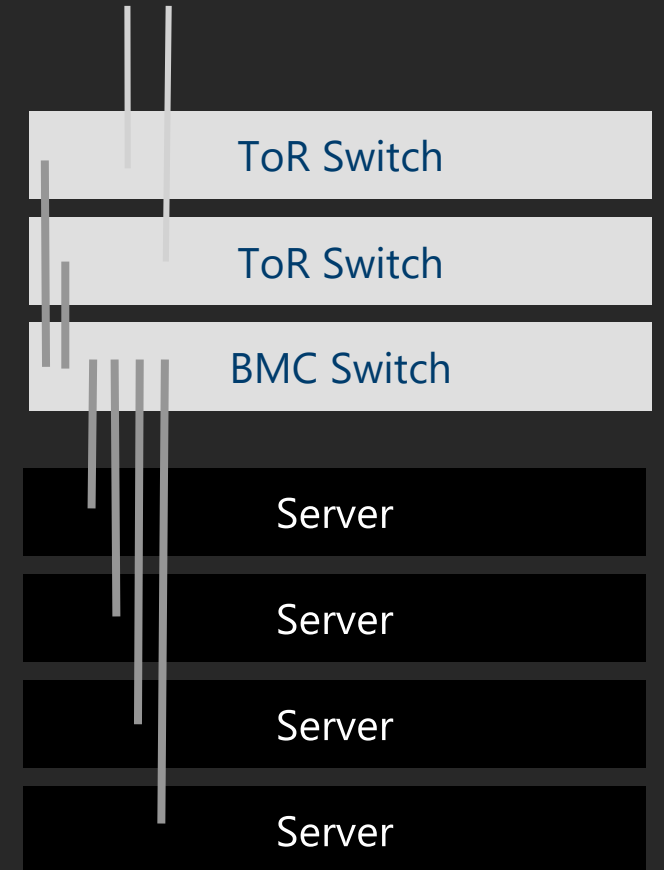 ToR Switch
ToR Switch
BMC Switch
Server
Server
Server
Server